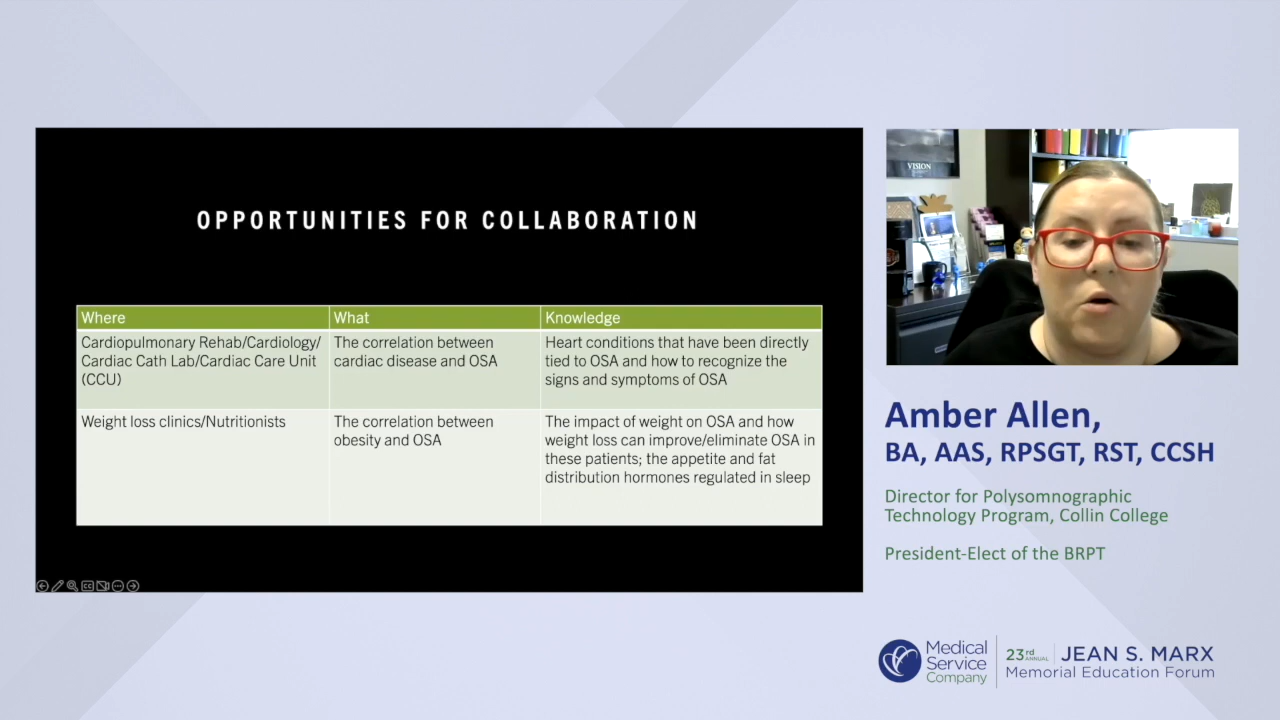 OPPORTUNITIES FOR COLLABORATION
Where
What
Knowledge
Cardiopulmonary Rehab/Cardiology/
Cardiac Cath Lab/Cardiac Care Unit
(CCU)
The correlation between
cardiac disease and OSA
Heart conditions that have been directly
tied to OSA and how to recognize the
signs and symptoms of OSA
Weight loss clinics/Nutritionists
The correlation between
obesity and OSA
The impact of weight on OSA and how
weight loss can improve/eliminate OSA in
these patients; the appetite and fat
distribution hormones regulated in sleep
VISION
Amber Allen,
BA, AAS, RPSGT, RST, CCSH
Director for Polysomnographic
Technology Program, Collin College
President-Elect of the BRPT
Medical
Service
Company
23rd ANNUAL
JEAN S. MARX
Memorial Education Forum